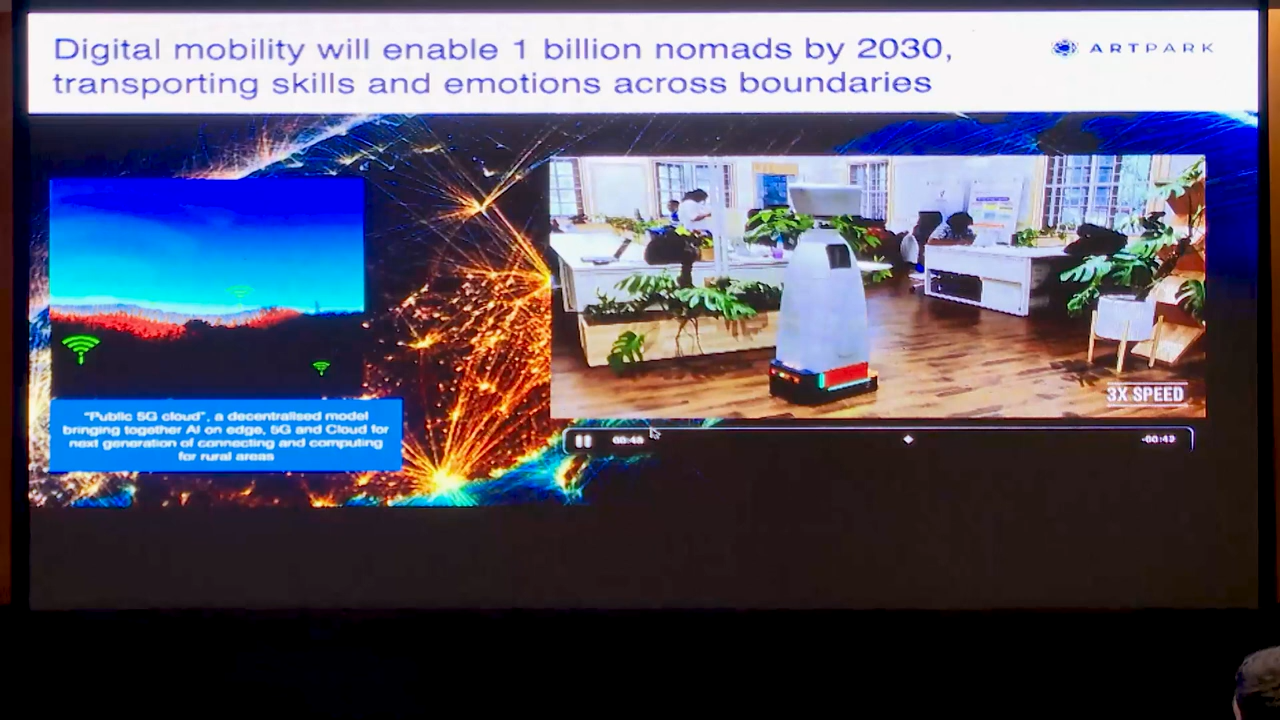 Digital mobility will enable 1 billion nomads by 2030,
transporting skills and emotions across boundaries
ARTPARK
"Public 5G cloud", a decentralised model
bringing together AI on edge, 5G and Cloud for
next generation of connecting and computing
for rural areas
3X SPEED
-00:42